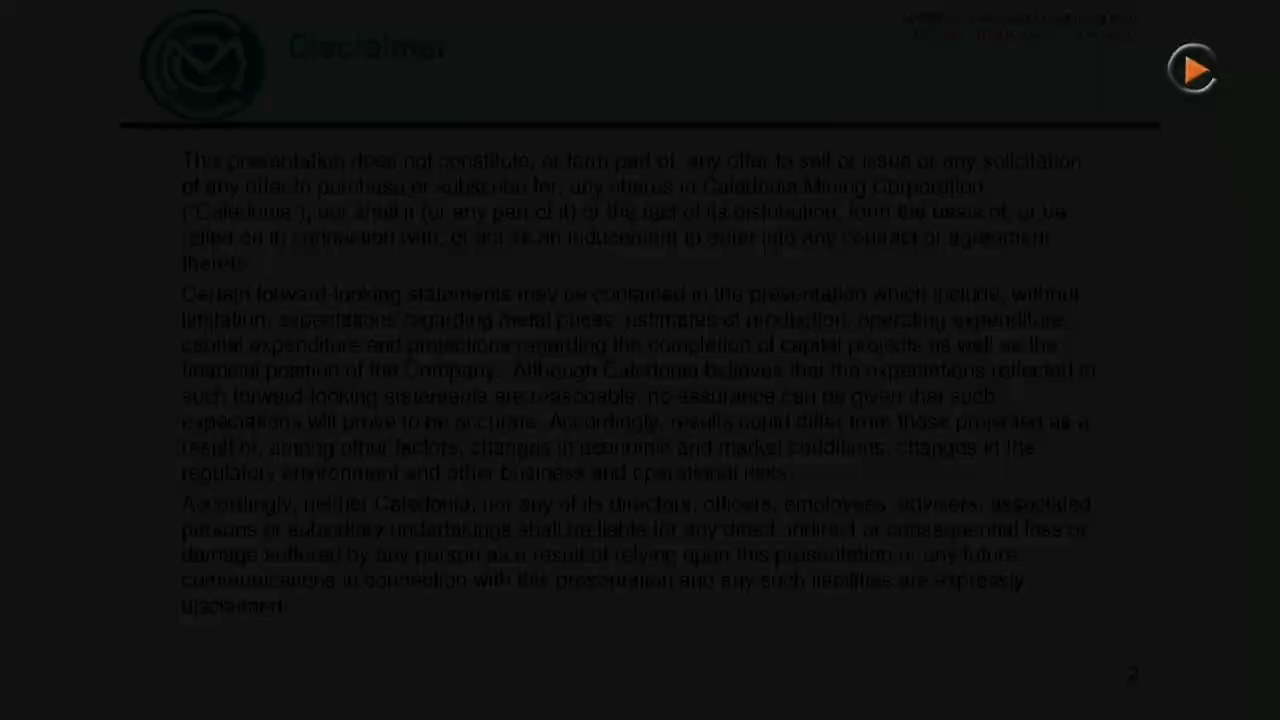 Disclaimer
This presentation does not constitute, or form part of, any offer to sell or issue or any solicitation
of any offer to purchase or subscribe for, any shares in Caledonia Mining Corporation
("Caledonia"), nor shall it (or any part of it) or the fact of its distribution, form the basis of, or be
relied on in connection with, or act as an inducement to enter into any contract or agreement
thereto.
Certain forward-looking statements may be contained in the presentation which include, without
limitation, expectations regarding metal prices, estimates of production, operating expenditure,
capital expenditure and projections regarding the completion of capital projects as well as the
financial position of the Company. Although Caledonia believes that the expectations reflected in
such forward-looking statements are reasonable, no assurance can be given that such
expectations will prove to be accurate. Accordingly, results could differ from those projected as a
result of, among other factors, changes in economic and market conditions, changes in the
regulatory environment and other business and operational risks.
Accordingly, neither Caledonia, nor any of its directors, officers, employees, advisers, associated
persons or subsidiary undertakings shall be liable for any direct, indirect or consequential loss or
damage suffered by any person as a result of relying upon this presentation or any future
communications in connection with this presentation and any such liabilities are expressly
disclaimed.
2